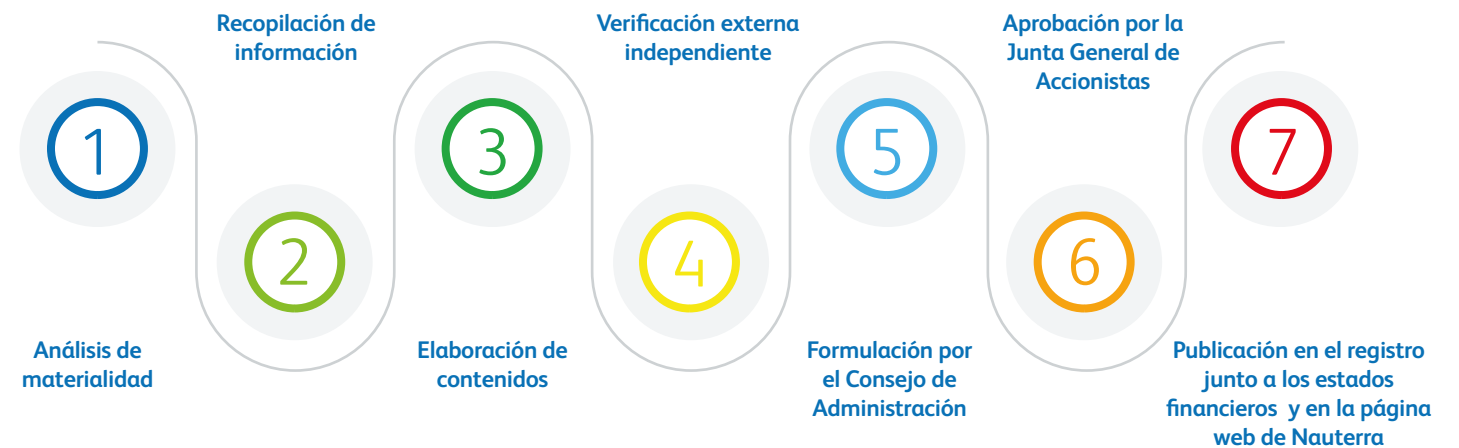 1
Análisis de
materialidad
Recopilación de
información
2
3
Elaboración de
contenidos
Verificación externa
independiente
4
5
Formulación por
el Consejo de
Administración
Aprobación por la
Junta General de
Accionistas
6
7
Publicación en el registro
junto a los estados
financieros y en la página
web de Nauterra